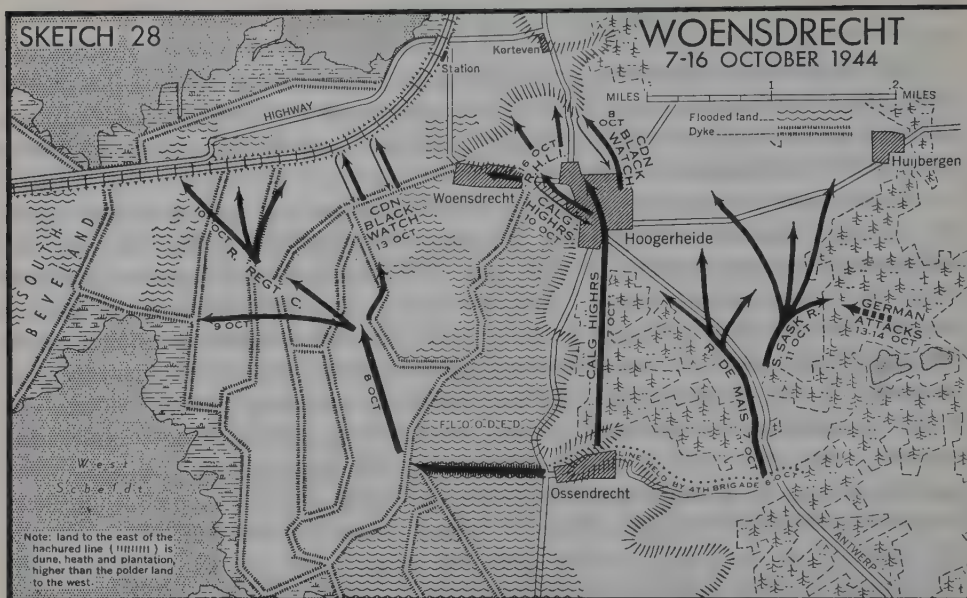 SKETCH 28
WOENSDRECHT
7-16 OCTOBER 1944
MILES
1
2
MILES
Flooded land
Dyke
Korteven
Station
HIGHWAY
8 OCT
CDN BLACK WATCH
Huijbergen
16 OCT
R.H.L.I.
Woensdrecht
CALG HIGHRS
10 OCT
Hoogerheide
CDN
BLACK
WATCH
13 OCT
SOUTH
BEVELAND
10 OCT
R. REGT C.
9 OCT
8 OCT
CALG HIGHRS
7 OCT
R. DE MAIS.
7 OCT
S. SASK R.
11 OCT
GERMAN
ATTACKS
13-14 OCT
FLOODED
West
Scheldt
Ossendrecht
LINE HELD BY 4TH BRIGADE 6 OCT
ANTWERP
Note: land to the east of the
hachured line ( ) is
dune, heath and plantation,
higher than the polder land
to the west.